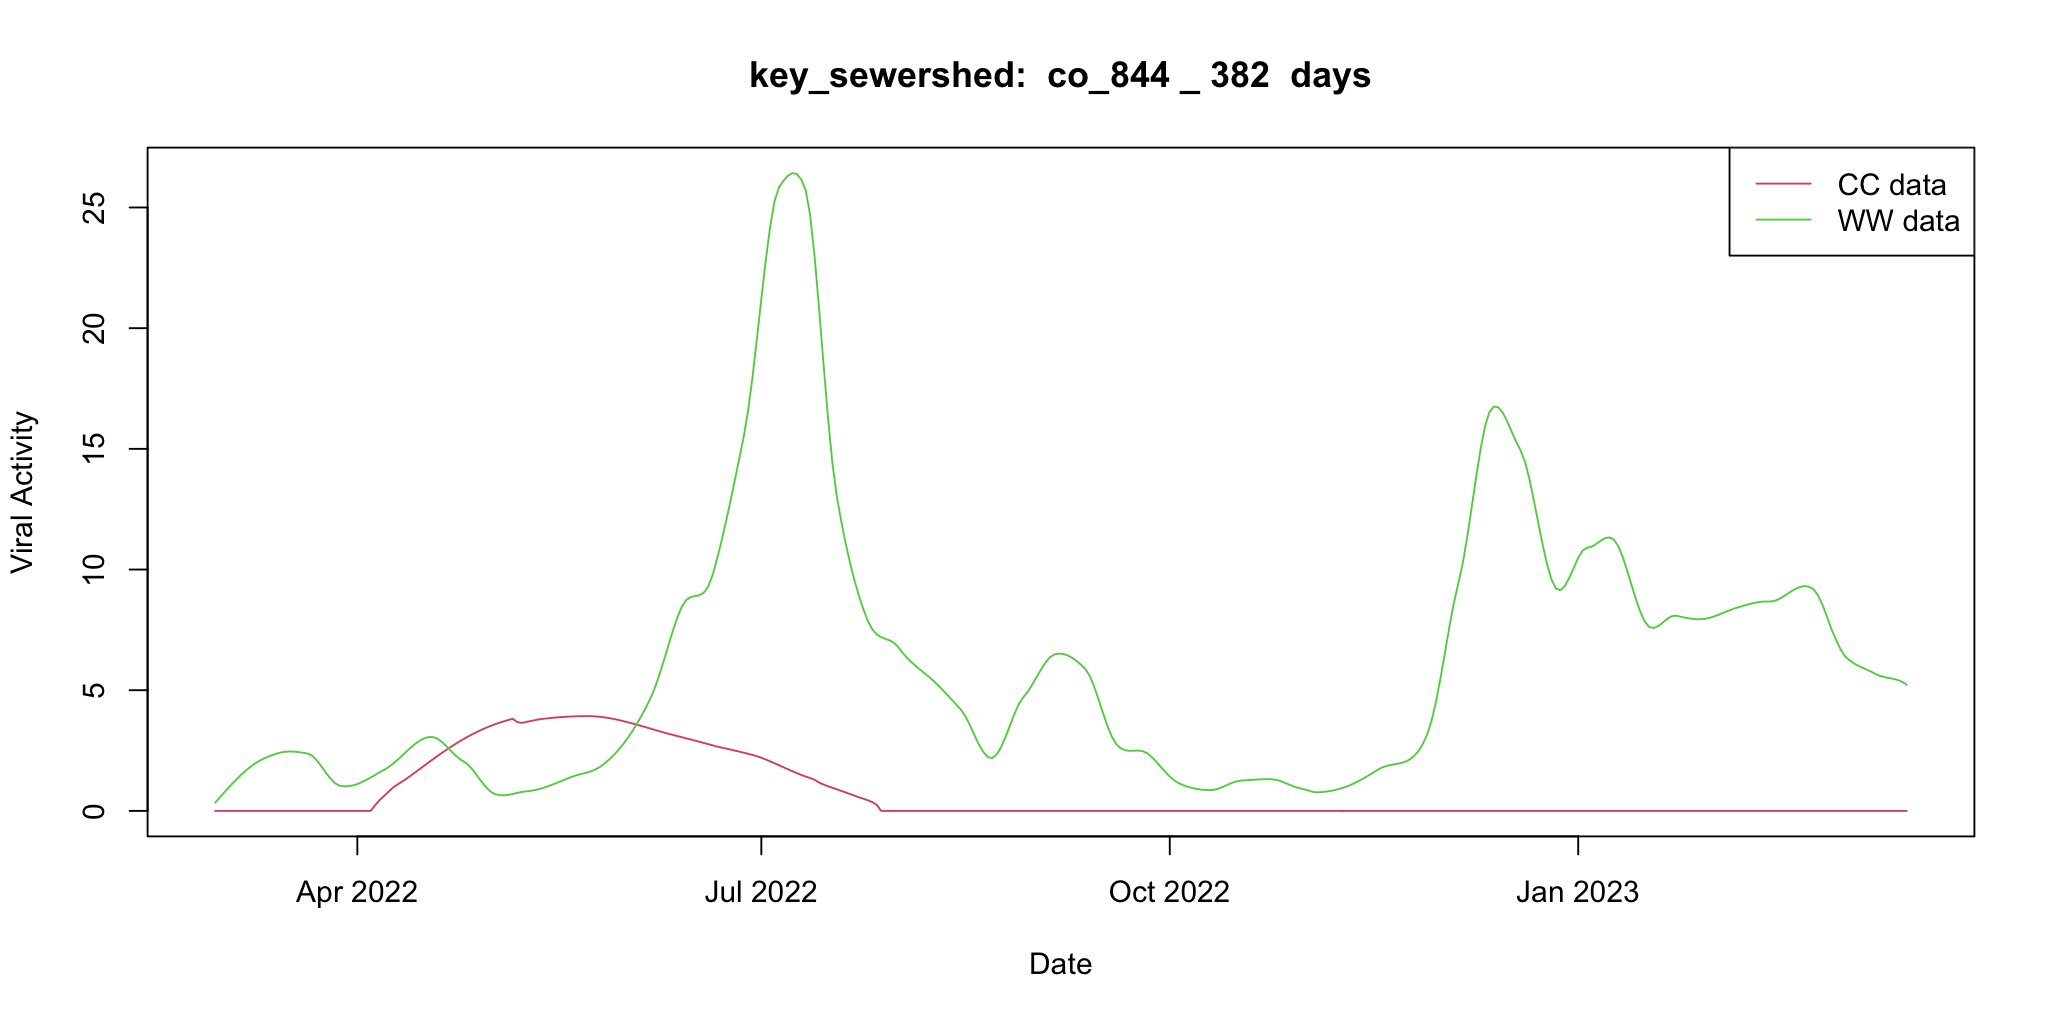 key_sewershed:  co_844 _ 382  days
CC data
WW data
Viral Activity
25
20
15
10
5
0
Apr 2022
Jul 2022
Oct 2022
Jan 2023
Date